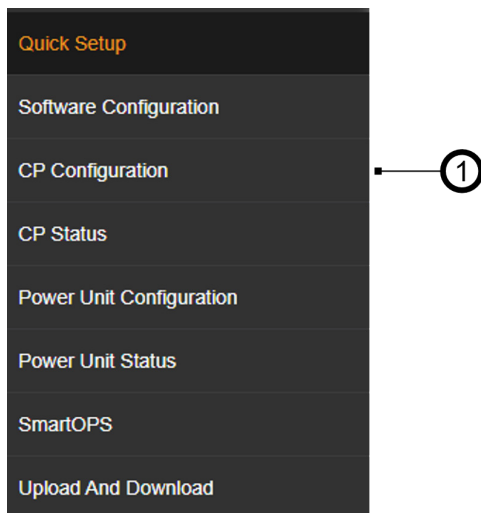 Quick Setup
Software Configuration
CP Configuration
1
CP Status
Power Unit Configuration
Power Unit Status
SmartOPS
Upload And Download